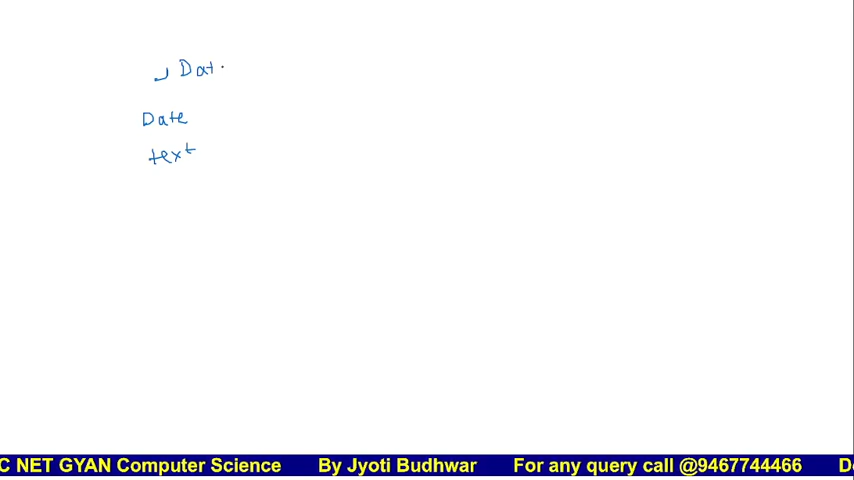 Dat
Date
text
C NET GYAN Computer Science By Jyoti Budhwar For any query call @9467744466 D